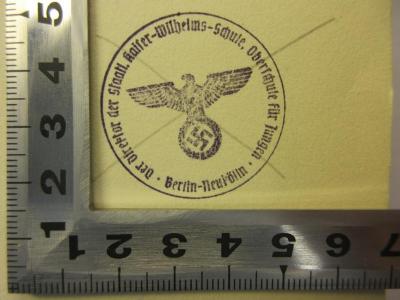 Der Direktor der staatl. Kaiser-Wilhelms-Schule, Oberschule für Jungen
· Berlin-Neukölln ·
5
4
3
2
1
1 2 3 4 5 6 7